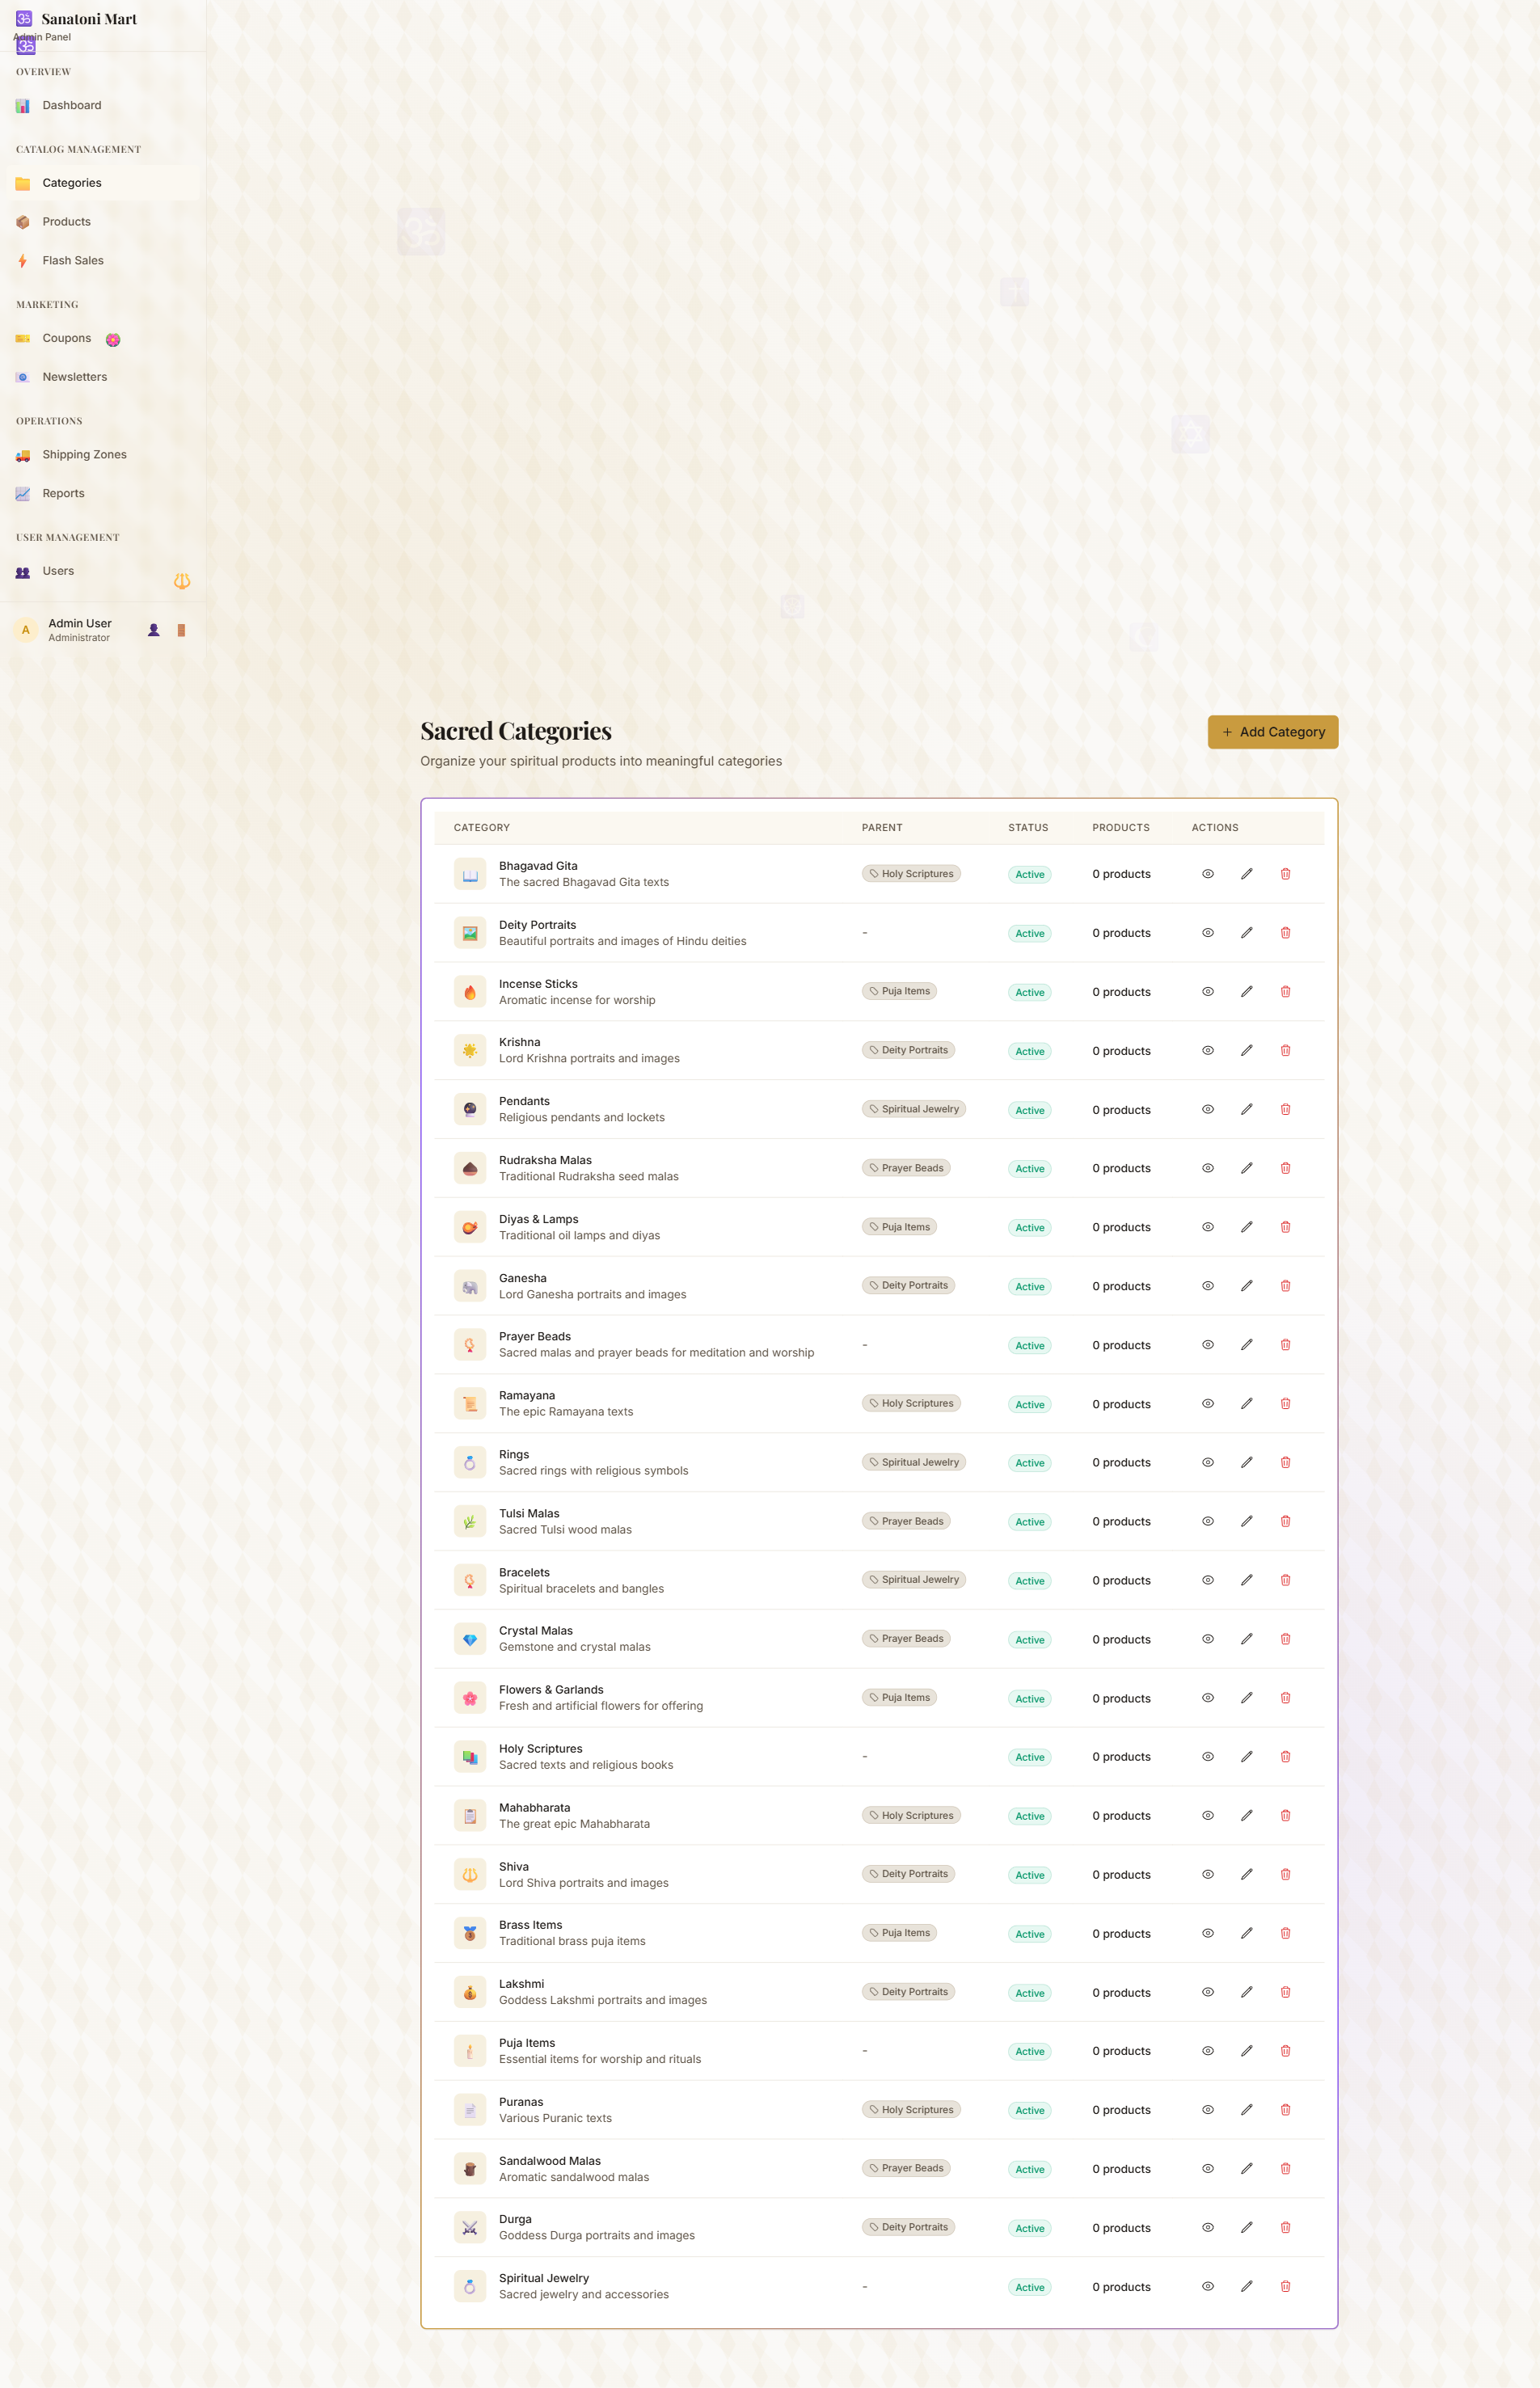 🕉️ Sanatoni Mart
Admin Panel
OVERVIEW
Dashboard
CATALOG MANAGEMENT
Categories
Products
Flash Sales
MARKETING
Coupons
Newsletters
OPERATIONS
Shipping Zones
Reports
USER MANAGEMENT
Users
A
Admin User
Administrator
Sacred Categories
+ Add Category
Organize your spiritual products into meaningful categories
CATEGORY PARENT STATUS PRODUCTS ACTIONS
Bhagavad Gita
The sacred Bhagavad Gita texts
Holy Scriptures Active 0 products
Deity Portraits
Beautiful portraits and images of Hindu deities
- Active 0 products
Incense Sticks
Aromatic incense for worship
Puja Items Active 0 products
Krishna
Lord Krishna portraits and images
Deity Portraits Active 0 products
Pendants
Religious pendants and lockets
Spiritual Jewelry Active 0 products
Rudraksha Malas
Traditional Rudraksha seed malas
Prayer Beads Active 0 products
Diyas & Lamps
Traditional oil lamps and diyas
Puja Items Active 0 products
Ganesha
Lord Ganesha portraits and images
Deity Portraits Active 0 products
Prayer Beads
Sacred malas and prayer beads for meditation and worship
- Active 0 products
Ramayana
The epic Ramayana texts
Holy Scriptures Active 0 products
Rings
Sacred rings with religious symbols
Spiritual Jewelry Active 0 products
Tulsi Malas
Sacred Tulsi wood malas
Prayer Beads Active 0 products
Bracelets
Spiritual bracelets and bangles
Spiritual Jewelry Active 0 products
Crystal Malas
Gemstone and crystal malas
Prayer Beads Active 0 products
Flowers & Garlands
Fresh and artificial flowers for offering
Puja Items Active 0 products
Holy Scriptures
Sacred texts and religious books
- Active 0 products
Mahabharata
The great epic Mahabharata
Holy Scriptures Active 0 products
Shiva
Lord Shiva portraits and images
Deity Portraits Active 0 products
Brass Items
Traditional brass puja items
Puja Items Active 0 products
Lakshmi
Goddess Lakshmi portraits and images
Deity Portraits Active 0 products
Puja Items
Essential items for worship and rituals
- Active 0 products
Puranas
Various Puranic texts
Holy Scriptures Active 0 products
Sandalwood Malas
Aromatic sandalwood malas
Prayer Beads Active 0 products
Durga
Goddess Durga portraits and images
Deity Portraits Active 0 products
Spiritual Jewelry
Sacred jewelry and accessories
- Active 0 products